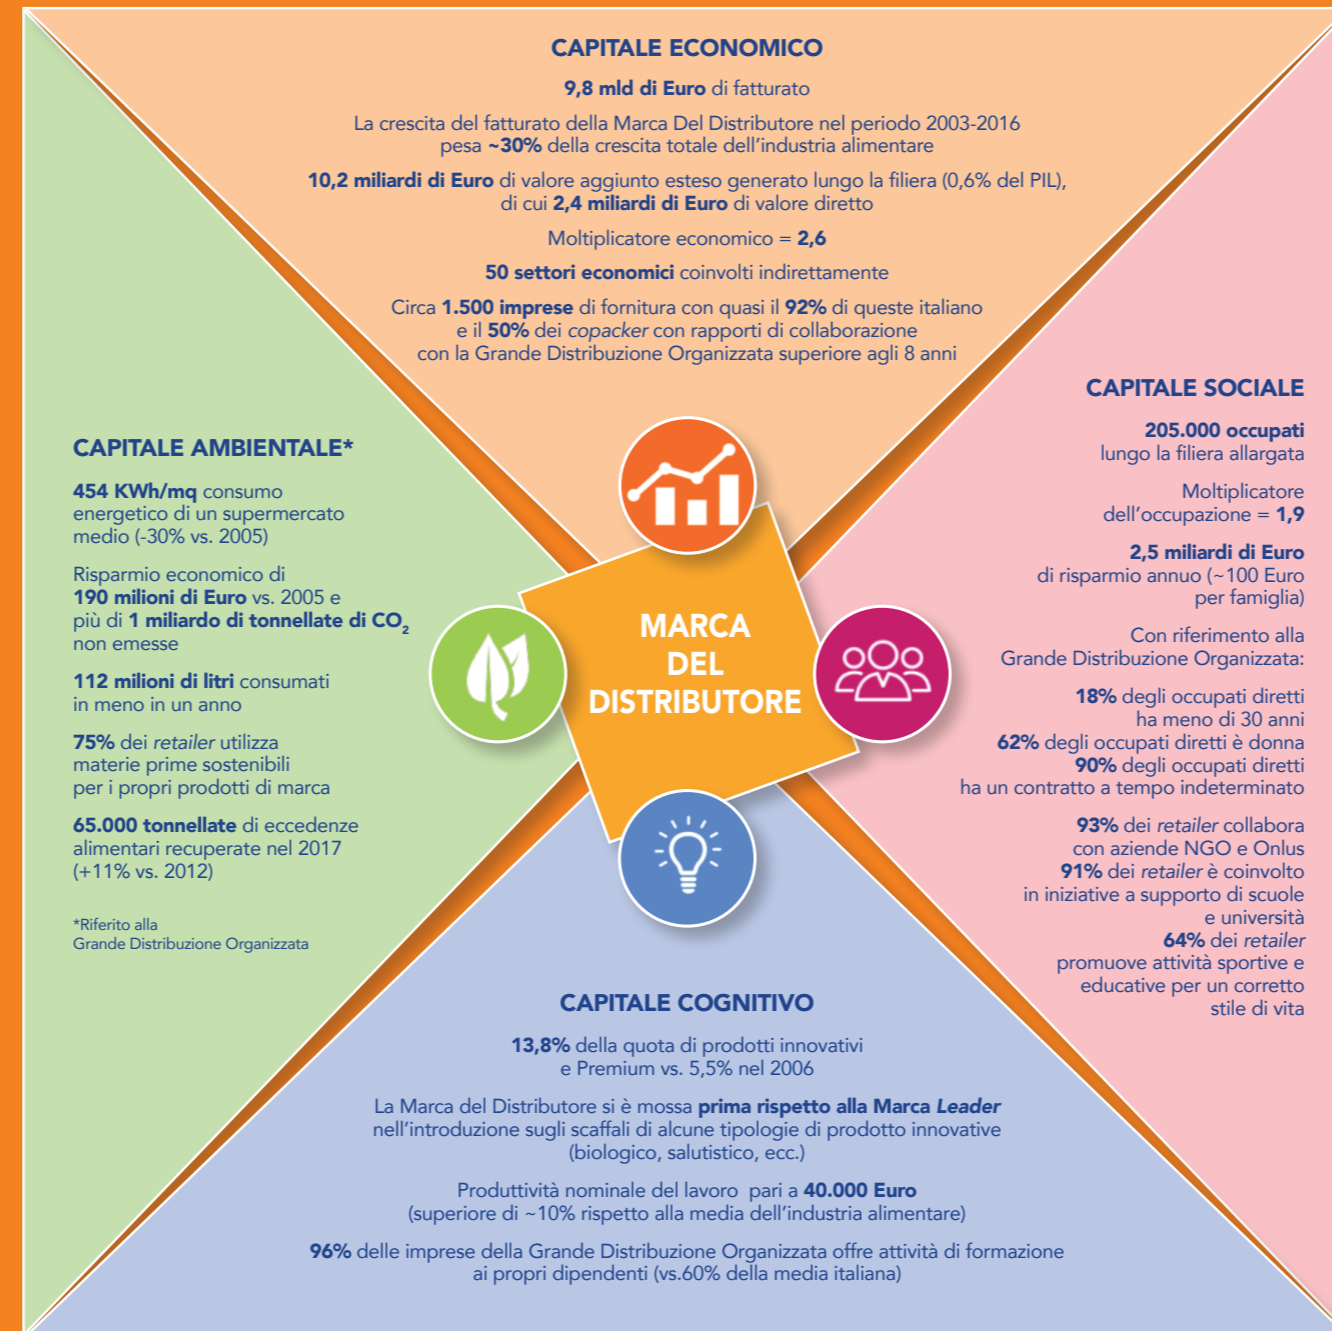 CAPITALE ECONOMICO
9,8 mld di Euro di fatturato
La crescita del fatturato della Marca Del Distributore nel periodo 2003-2016
pesa ~30% della crescita totale dell'industria alimentare
10,2 miliardi di Euro di valore aggiunto esteso generato lungo la filiera (0,6% del PIL),
di cui 2,4 miliardi di Euro di valore diretto
Moltiplicatore economico = 2,6
50 settori economici coinvolti indirettamente
Circa 1.500 imprese di fornitura con quasi il 92% di queste italiano
e il 50% dei copacker con rapporti di collaborazione
con la Grande Distribuzione Organizzata superiore agli 8 anni
CAPITALE AMBIENTALE*
454 KWh/mq consumo
energetico di un supermercato
medio (-30% vs. 2005)
Risparmio economico di
190 milioni di Euro vs. 2005 e
più di 1 miliardo di tonnellate di CO₂
non emesse
112 milioni di litri consumati
in meno in un anno
75% dei retailer utilizza
materie prime sostenibili
per i propri prodotti di marca
65.000 tonnellate di eccedenze
alimentari recuperate nel 2017
(+11% vs. 2012)
*Riferito alla
Grande Distribuzione Organizzata
MARCA
DEL
DISTRIBUTORE
CAPITALE SOCIALE
205.000 occupati
lungo la filiera allargata
Moltiplicatore
dell'occupazione = 1,9
2,5 miliardi di Euro
di risparmio annuo (~100 Euro
per famiglia)
Con riferimento alla
Grande Distribuzione Organizzata:
18% degli occupati diretti
ha meno di 30 anni
62% degli occupati diretti è donna
90% degli occupati diretti
ha un contratto a tempo indeterminato
93% dei retailer collabora
con aziende NGO e Onlus
91% dei retailer è coinvolto
in iniziative a supporto di scuole
e università
64% dei retailer
promuove attività sportive e
educative per un corretto
stile di vita
CAPITALE COGNITIVO
13,8% della quota di prodotti innovativi
e Premium vs. 5,5% nel 2006
La Marca del Distributore si è mossa prima rispetto alla Marca Leader
nell'introduzione sugli scaffali di alcune tipologie di prodotto innovative
(biologico, salutistico, ecc.)
Produttività nominale del lavoro pari a 40.000 Euro
(superiore di ~10% rispetto alla media dell'industria alimentare)
96% delle imprese della Grande Distribuzione Organizzata offre attività di formazione
ai propri dipendenti (vs.60% della media italiana)